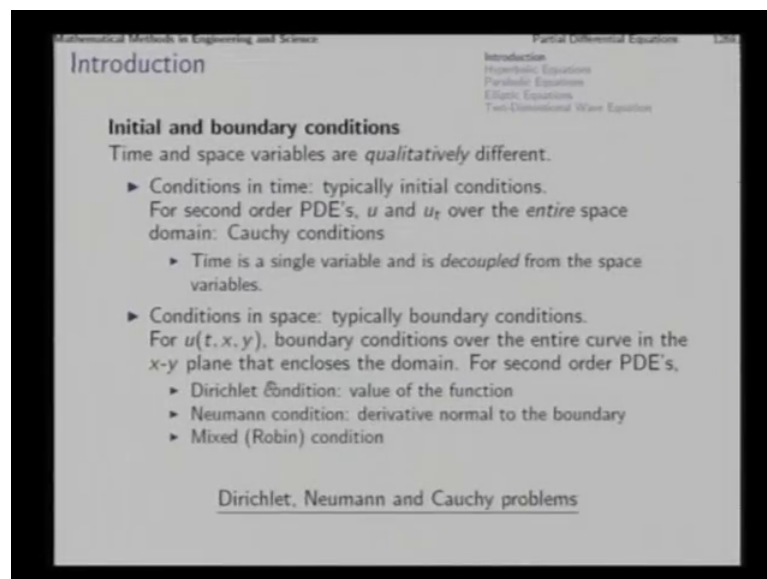 Mathematical Methods in Engineering and Science
Partial Differential Equations
Introduction
Introduction
Hyperbolic Equations
Parabolic Equations
Elliptic Equations
Two-Dimensional Wave Equation
Initial and boundary conditions
Time and space variables are qualitatively different.
► Conditions in time: typically initial conditions.
For second order PDE's, u and uₜ over the entire space
domain: Cauchy conditions
► Time is a single variable and is decoupled from the space
variables.
► Conditions in space: typically boundary conditions.
For u(t, x, y), boundary conditions over the entire curve in the
x-y plane that encloses the domain. For second order PDE's,
► Dirichlet condition: value of the function
► Neumann condition: derivative normal to the boundary
► Mixed (Robin) condition
Dirichlet, Neumann and Cauchy problems